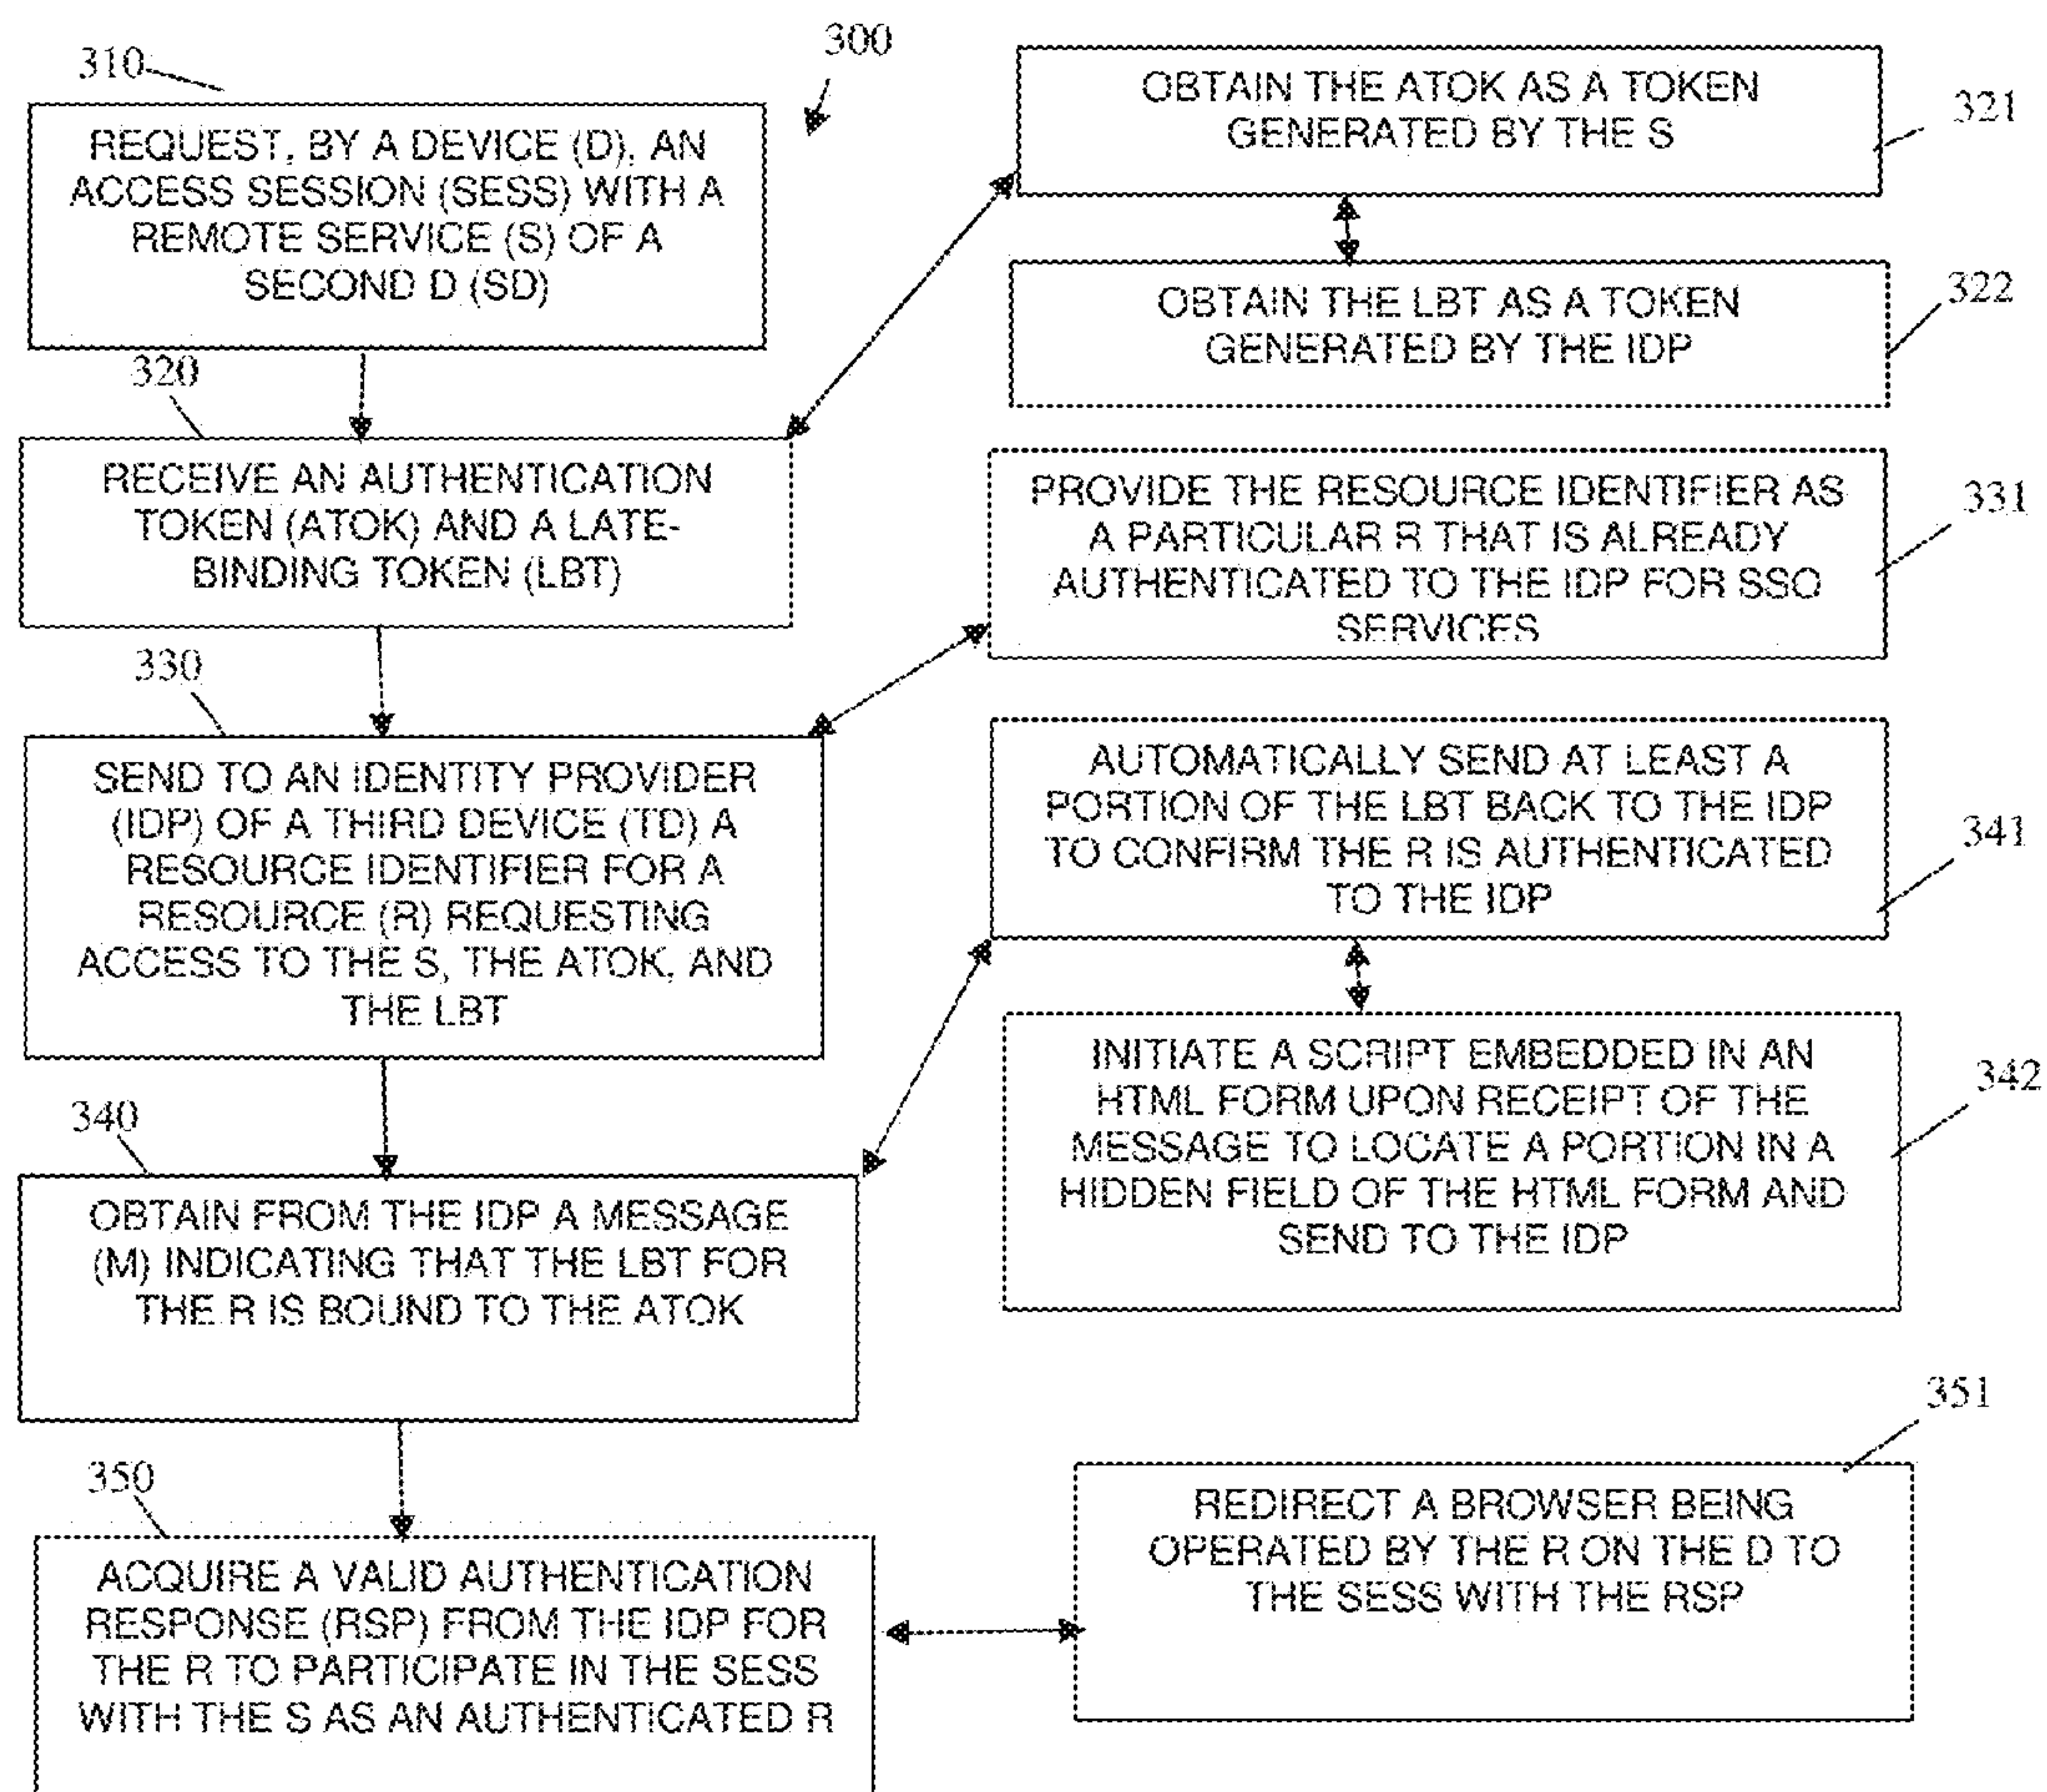 300
310
REQUEST, BY A DEVICE (D), AN
ACCESS SESSION (SESS) WITH A
REMOTE SERVICE (S) OF A
SECOND D (SD)
320
RECEIVE AN AUTHENTICATION
TOKEN (ATOK) AND A LATE-
BINDING TOKEN (LBT)
330
SEND TO AN IDENTITY PROVIDER
(IDP) OF A THIRD DEVICE (TD) A
RESOURCE IDENTIFIER FOR A
RESOURCE (R) REQUESTING
ACCESS TO THE S, THE ATOK, AND
THE LBT
340
OBTAIN FROM THE IDP A MESSAGE
(M) INDICATING THAT THE LBT FOR
THE R IS BOUND TO THE ATOK
350
ACQUIRE A VALID AUTHENTICATION
RESPONSE (RSP) FROM THE IDP FOR
THE R TO PARTICIPATE IN THE SESS
WITH THE S AS AN AUTHENTICATED R
OBTAIN THE ATOK AS A TOKEN
GENERATED BY THE S
321
OBTAIN THE LBT AS A TOKEN
GENERATED BY THE IDP
322
PROVIDE THE RESOURCE IDENTIFIER AS
A PARTICULAR R THAT IS ALREADY
AUTHENTICATED TO THE IDP FOR SSO
SERVICES
331
AUTOMATICALLY SEND AT LEAST A
PORTION OF THE LBT BACK TO THE IDP
TO CONFIRM THE R IS AUTHENTICATED
TO THE IDP
341
INITIATE A SCRIPT EMBEDDED IN AN
HTML FORM UPON RECEIPT OF THE
MESSAGE TO LOCATE A PORTION IN A
HIDDEN FIELD OF THE HTML FORM AND
SEND TO THE IDP
342
351
REDIRECT A BROWSER BEING
OPERATED BY THE R ON THE D TO
THE SESS WITH THE RSP